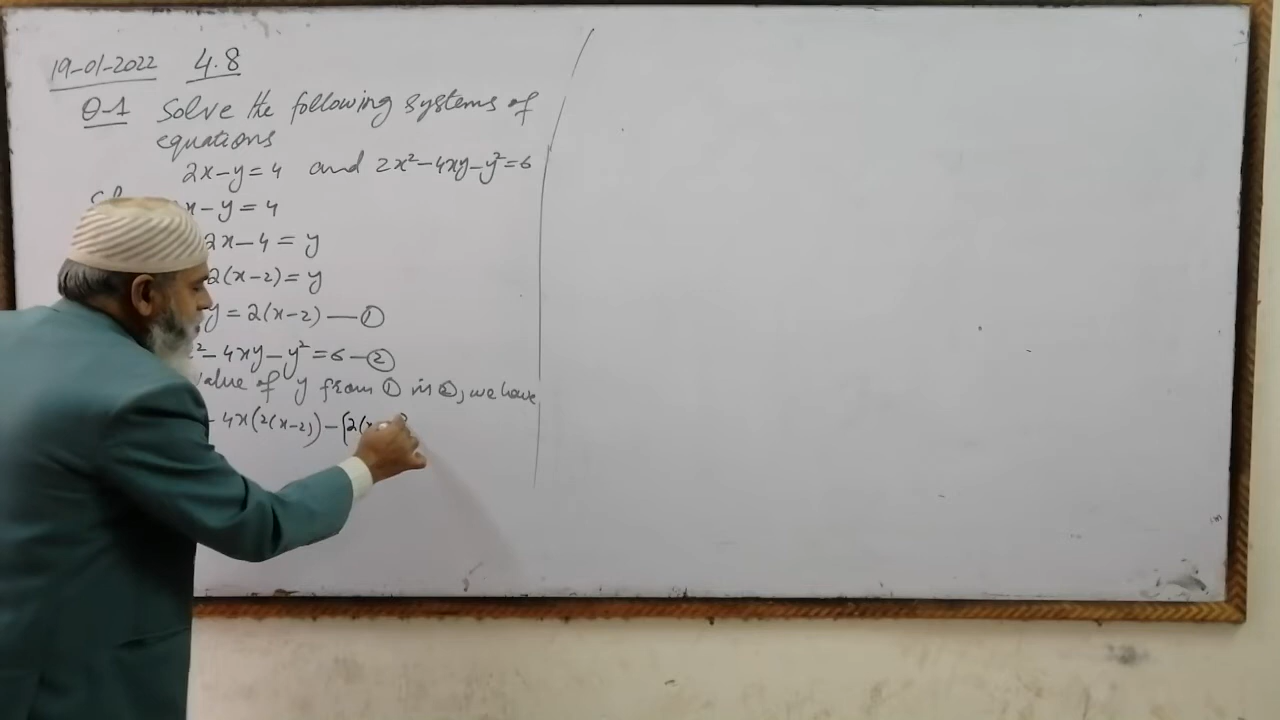 19-01-2022 4.8
Q-1 Solve the following systems of
equations
2x-y=4 and 2x²-4xy-y²=6
x-y=4
2x-4=y
2(x-2)=y
y=2(x-2)—①
²-4xy-y²=6-②
value of y from ① in ②, we have
- 4x(2(x-2))-[2(x